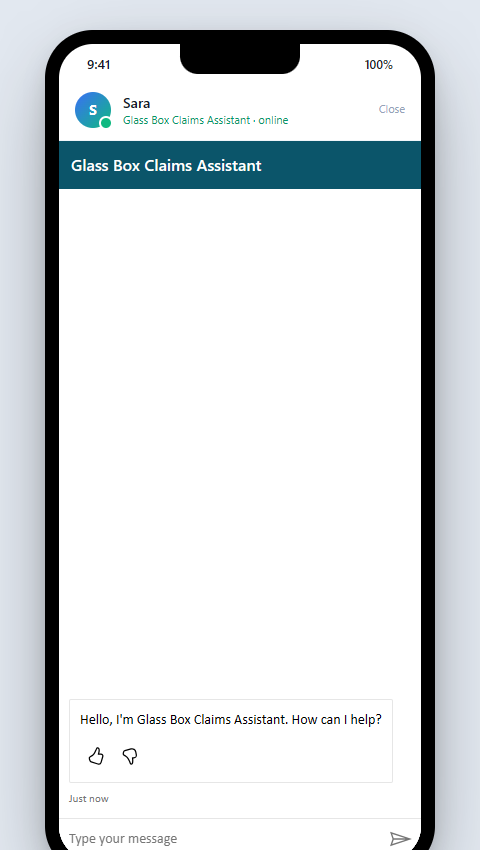 9:41
100%
S
Sara
Glass Box Claims Assistant · online
Close
Glass Box Claims Assistant
Hello, I'm Glass Box Claims Assistant. How can I help?
Just now
Type your message